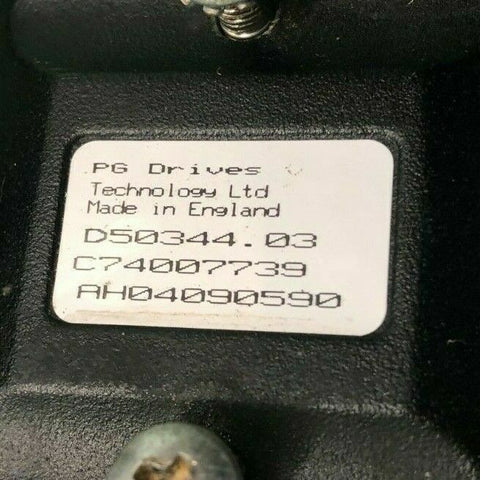 PG Drives
Technology Ltd
Made in England
D50344.03
C74007739
AH04090590